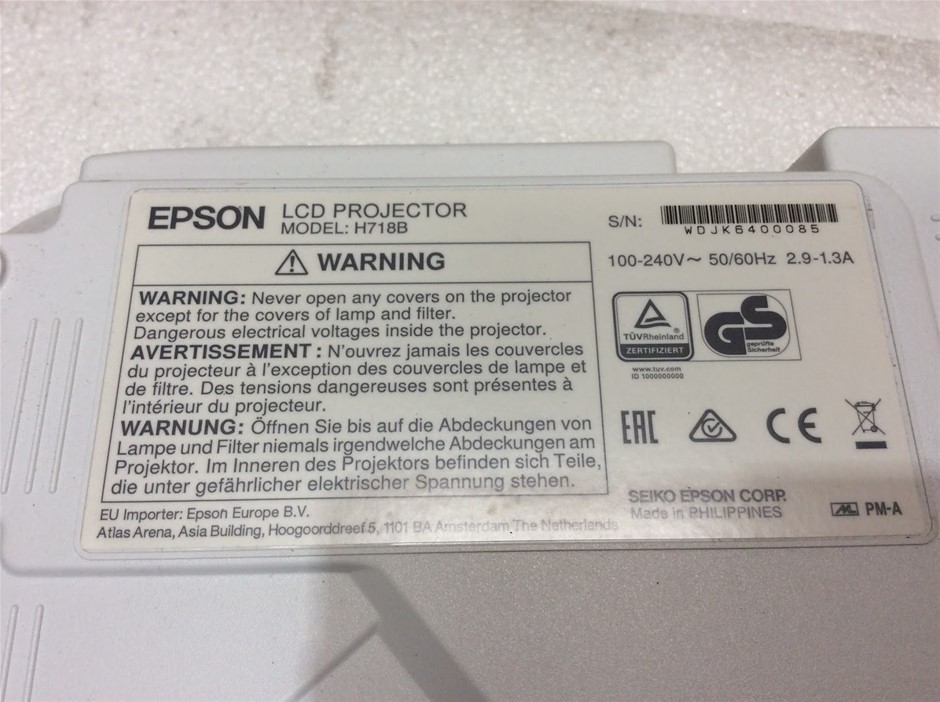 EPSON LCD PROJECTOR
MODEL: H718B
S/N: WDJK6400085
100-240V~ 50/60Hz 2.9-1.3A
WARNING
WARNING: Never open any covers on the projector
except for the covers of lamp and filter.
Dangerous electrical voltages inside the projector.
AVERTISSEMENT : N'ouvrez jamais les couvercles
du projecteur à l'exception des couvercles de lampe et
de filtre. Des tensions dangereuses sont présentes à
l'intérieur du projecteur.
WARNUNG: Öffnen Sie bis auf die Abdeckungen von
Lampe und Filter niemals irgendwelche Abdeckungen am
Projektor. Im Inneren des Projektors befinden sich Teile,
die unter gefährlicher elektrischer Spannung stehen.
EU Importer: Epson Europe B.V.
Atlas Arena, Asia Building, Hoogoorddreef 5, 1101 BA Amsterdam The Netherlands
TÜVRheinland®
ZERTIFIZIERT
www.tuv.com
ID 1000000000
GS
geprüfte
Sicherheit
EAC
CE
SEIKO EPSON CORP.
Made in PHILIPPINES
PM-A